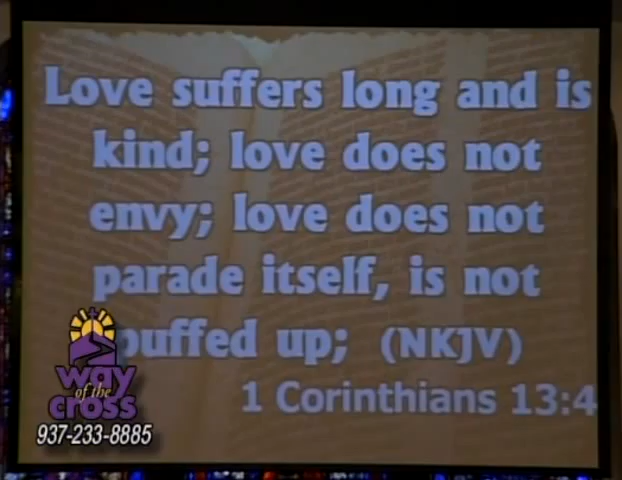 Love suffers long and is
kind; love does not
envy; love does not
parade itself, is not
puffed up; (NKJV)
1 Corinthians 13:4
way
of the
cross
937-233-8885